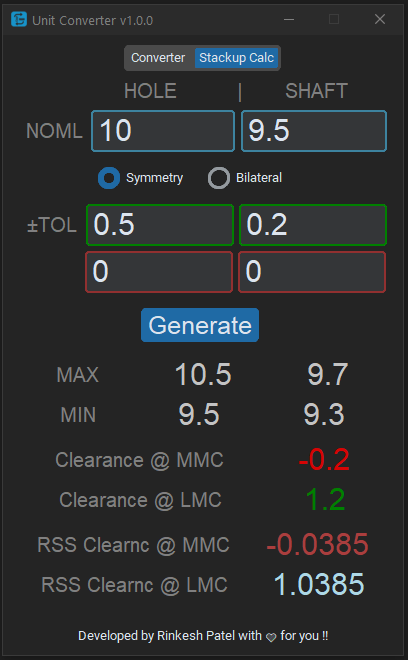 Unit Converter v1.0.0
Converter Stackup Calc
HOLE | SHAFT
NOML 10 9.5
Symmetry Bilateral
±TOL 0.5 0.2
0 0
Generate
MAX 10.5 9.7
MIN 9.5 9.3
Clearance @ MMC -0.2
Clearance @ LMC 1.2
RSS Clearnc @ MMC -0.0385
RSS Clearnc @ LMC 1.0385
Developed by Rinkesh Patel with 🤍 for you !!